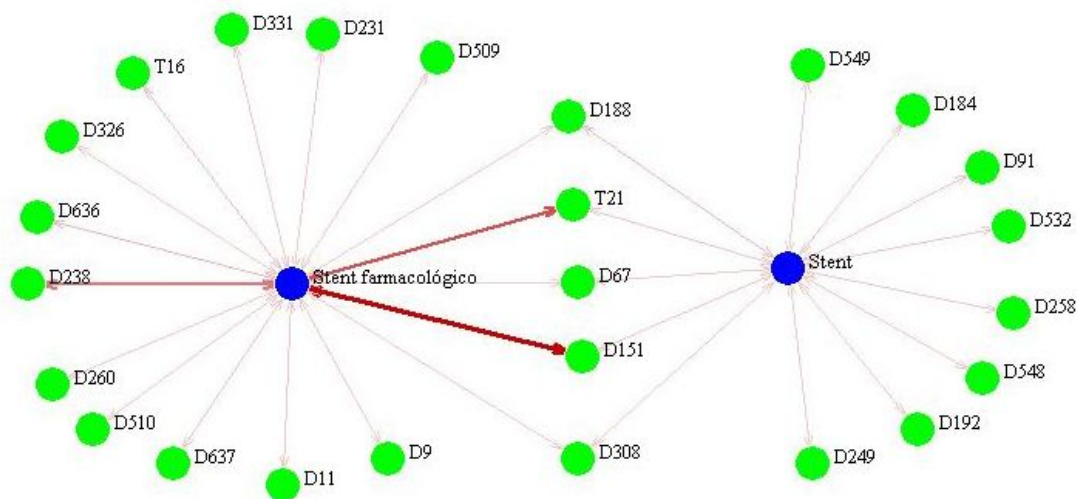 D331
D231
D509
T16
D549
D184
D188
D326
D91
T21
D636
D532
Stent
D238
Stent farmacológico
D67
D258
D151
D260
D548
D510
D192
D637
D9
D308
D249
D11